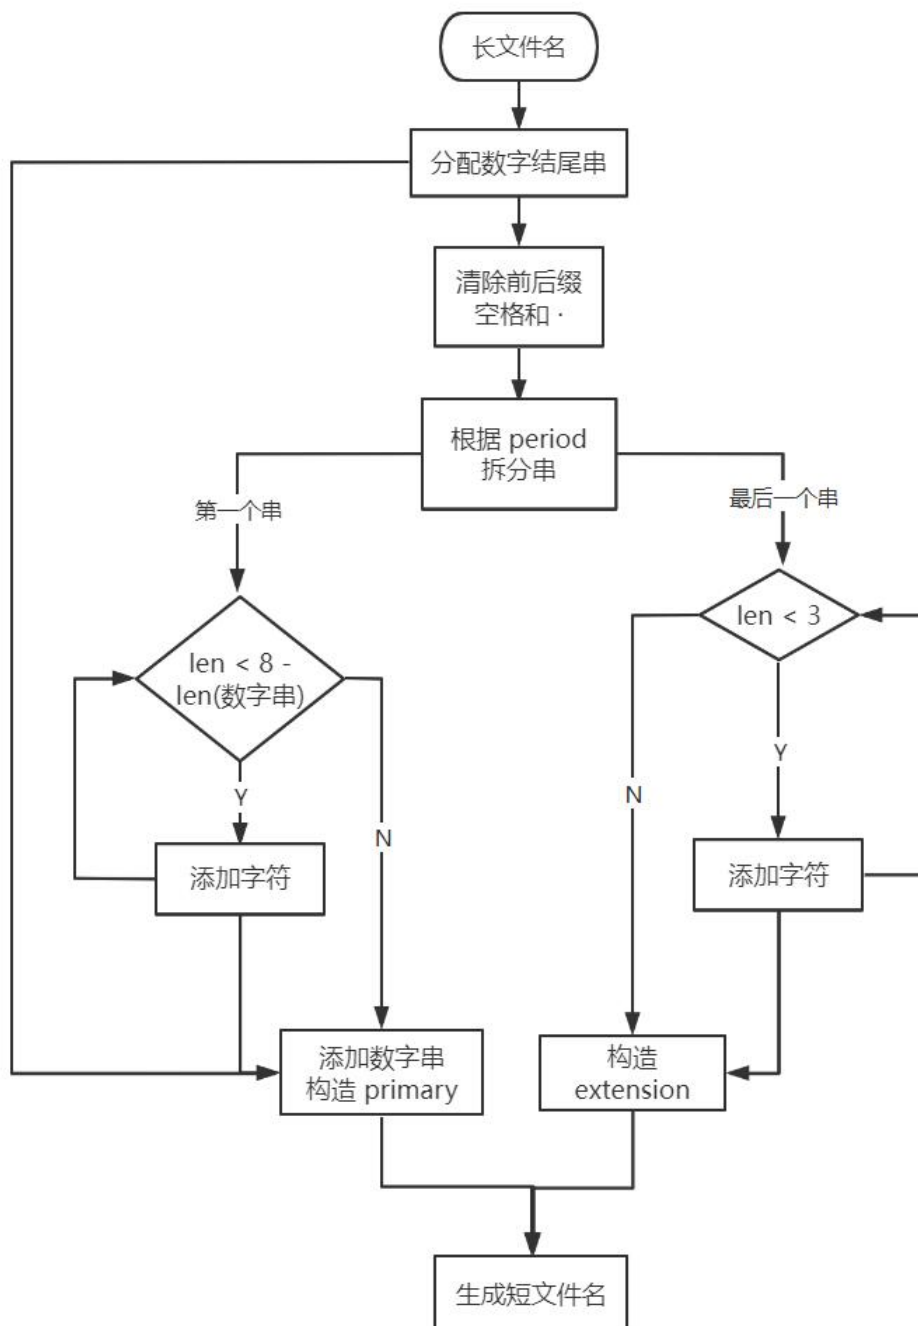 长文件名
分配数字结尾串
清除前后缀
空格和 ·
根据 period
拆分串
第一个串
最后一个串
len < 8 -
len(数字串)
len < 3
Y
N
Y
N
添加字符
添加字符
添加数字串
构造 primary
构造
extension
生成短文件名